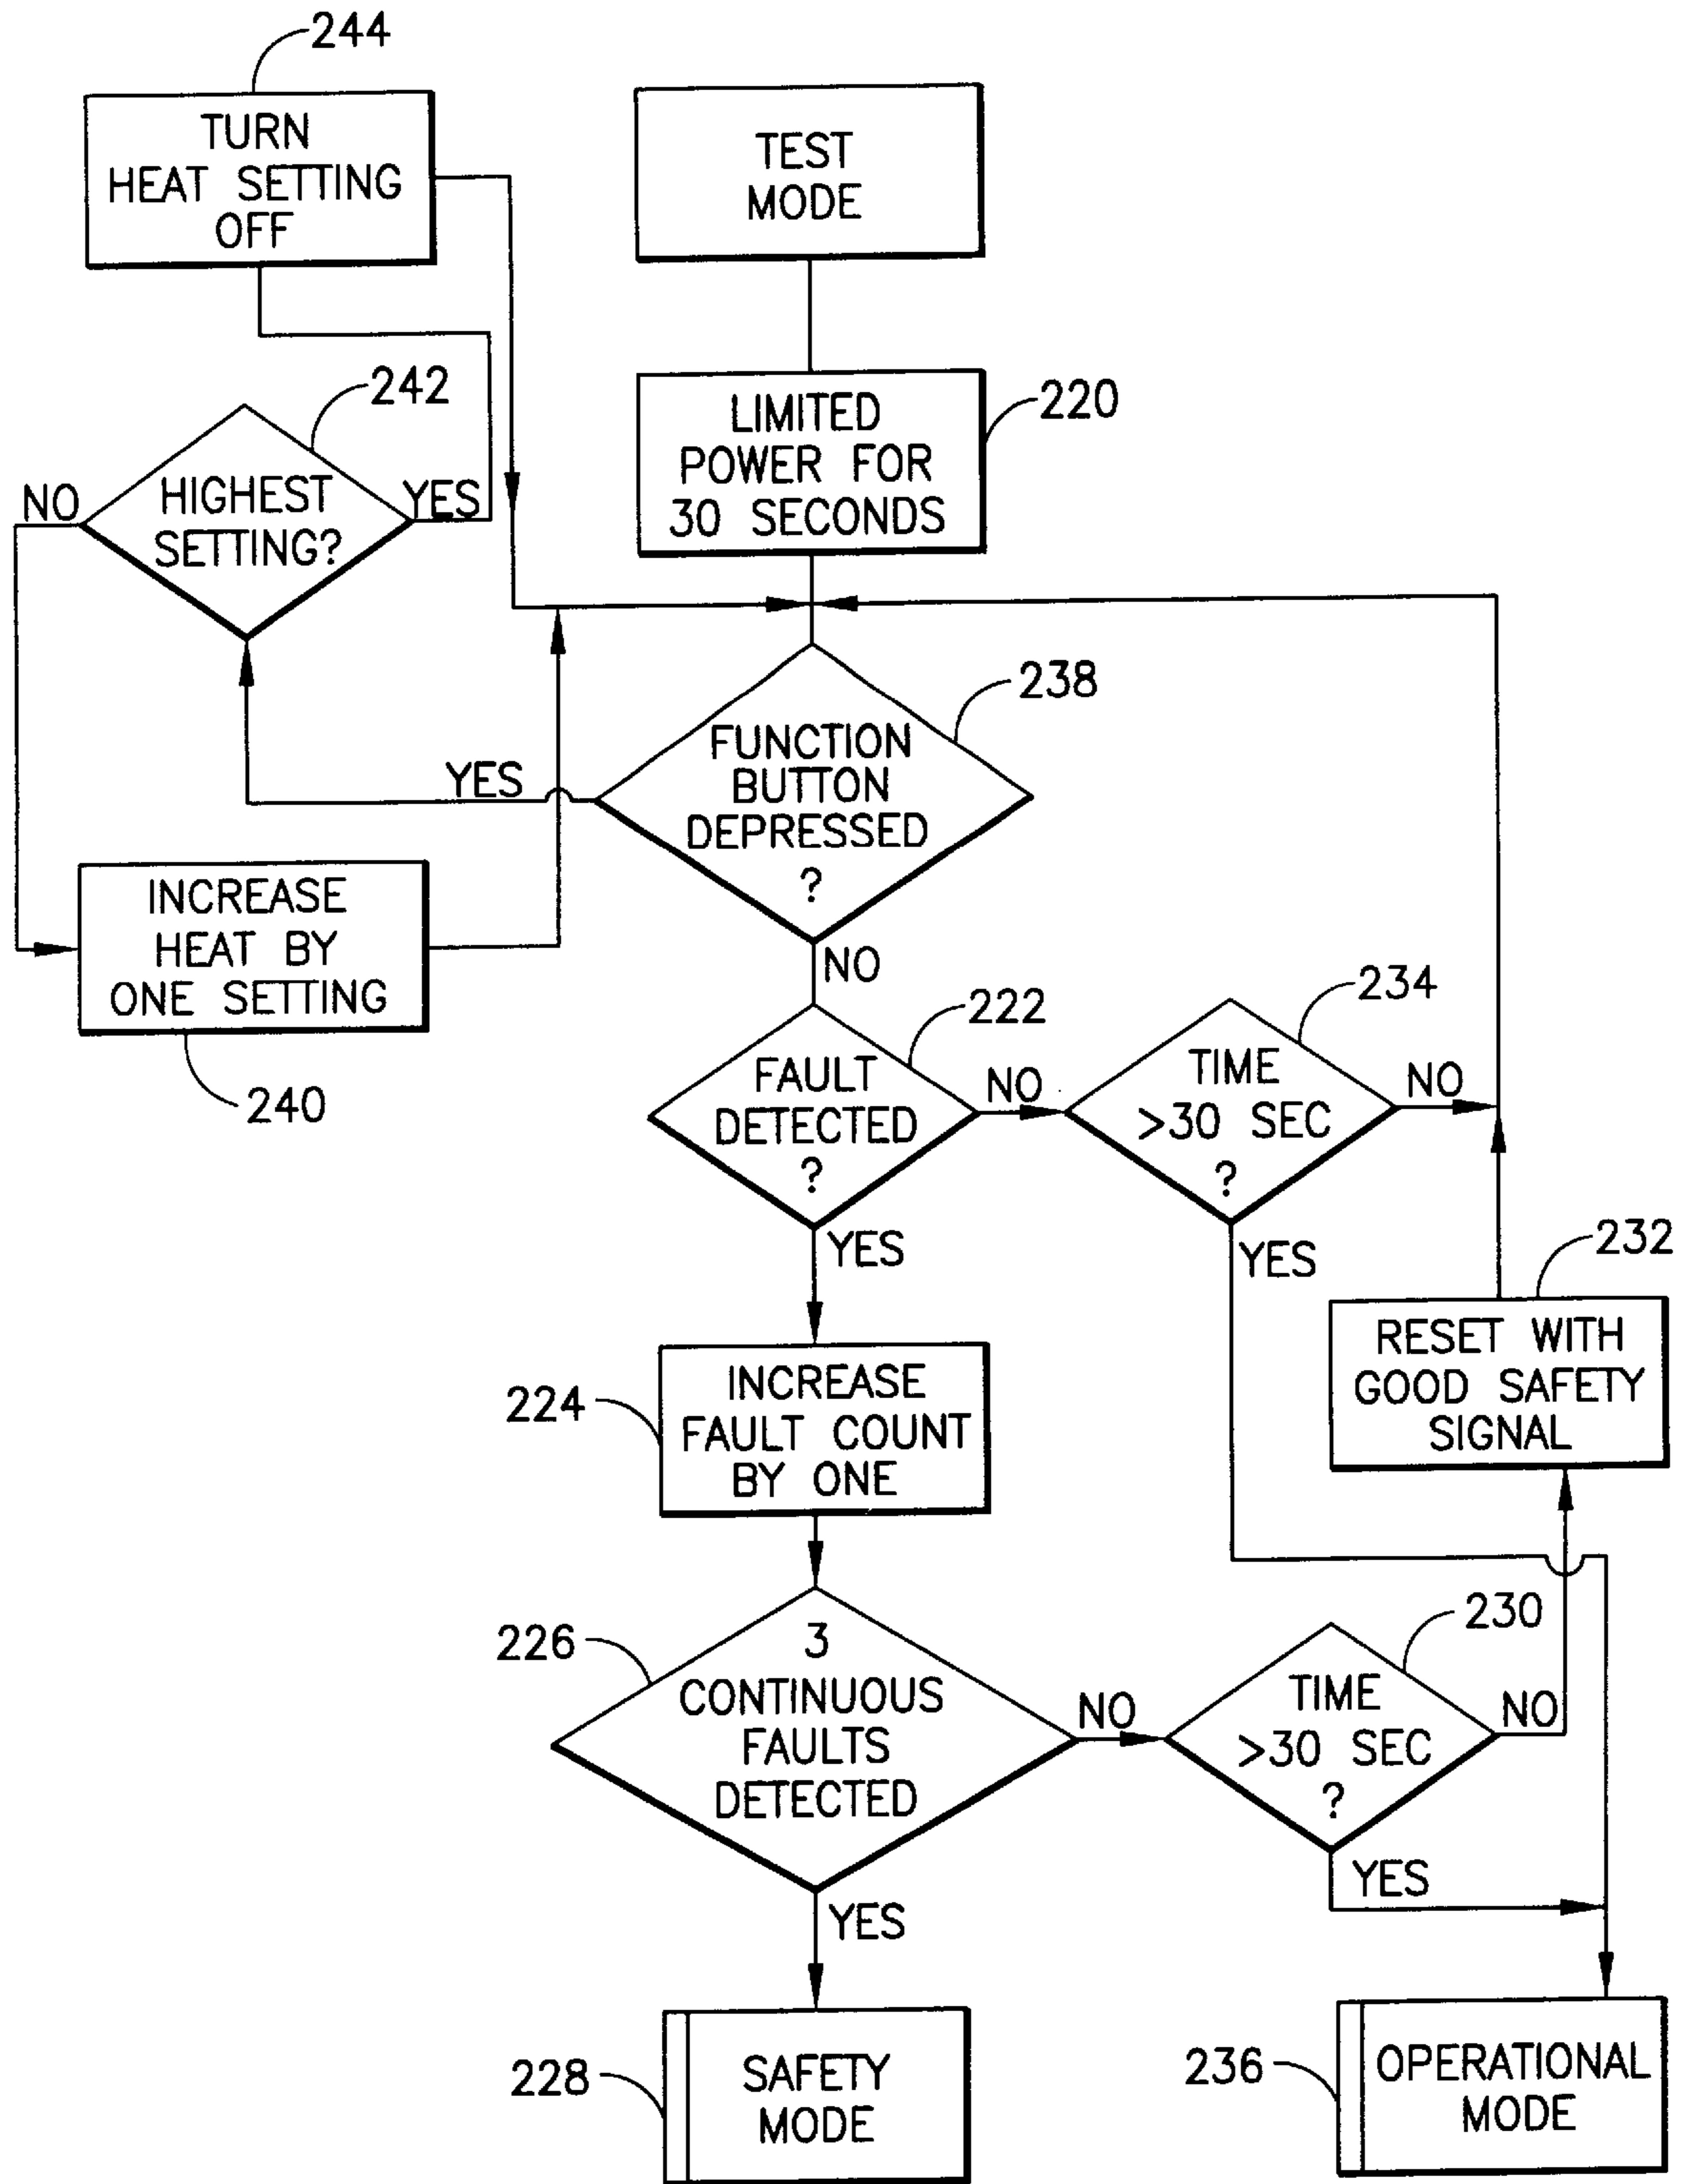 244
TURN
HEAT SETTING
OFF
TEST
MODE
242
HIGHEST
SETTING?
NO
YES
LIMITED
POWER FOR
30 SECONDS
220
238
FUNCTION
BUTTON
DEPRESSED
?
YES
NO
INCREASE
HEAT BY
ONE SETTING
240
222
FAULT
DETECTED
?
NO
YES
234
TIME
>30 SEC
?
NO
YES
232
RESET WITH
GOOD SAFETY
SIGNAL
224
INCREASE
FAULT COUNT
BY ONE
226
3
CONTINUOUS
FAULTS
DETECTED
NO
YES
230
TIME
>30 SEC
?
NO
YES
228
SAFETY
MODE
236
OPERATIONAL
MODE